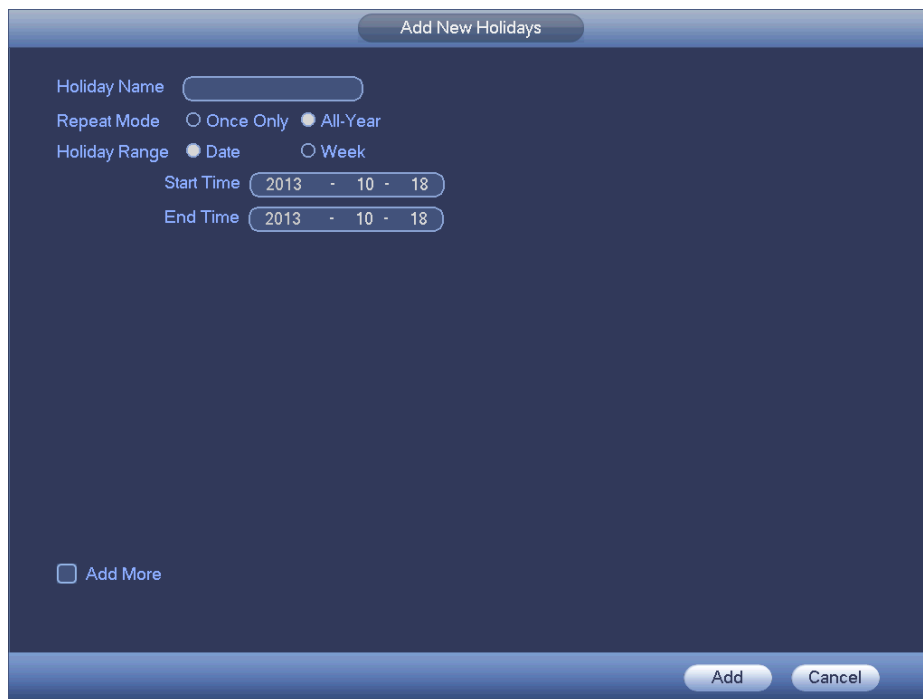 Add New Holidays
Holiday Name
Repeat Mode Once Only All-Year
Holiday Range Date Week
Start Time 2013 - 10 - 18
End Time 2013 - 10 - 18
Add More
Add Cancel